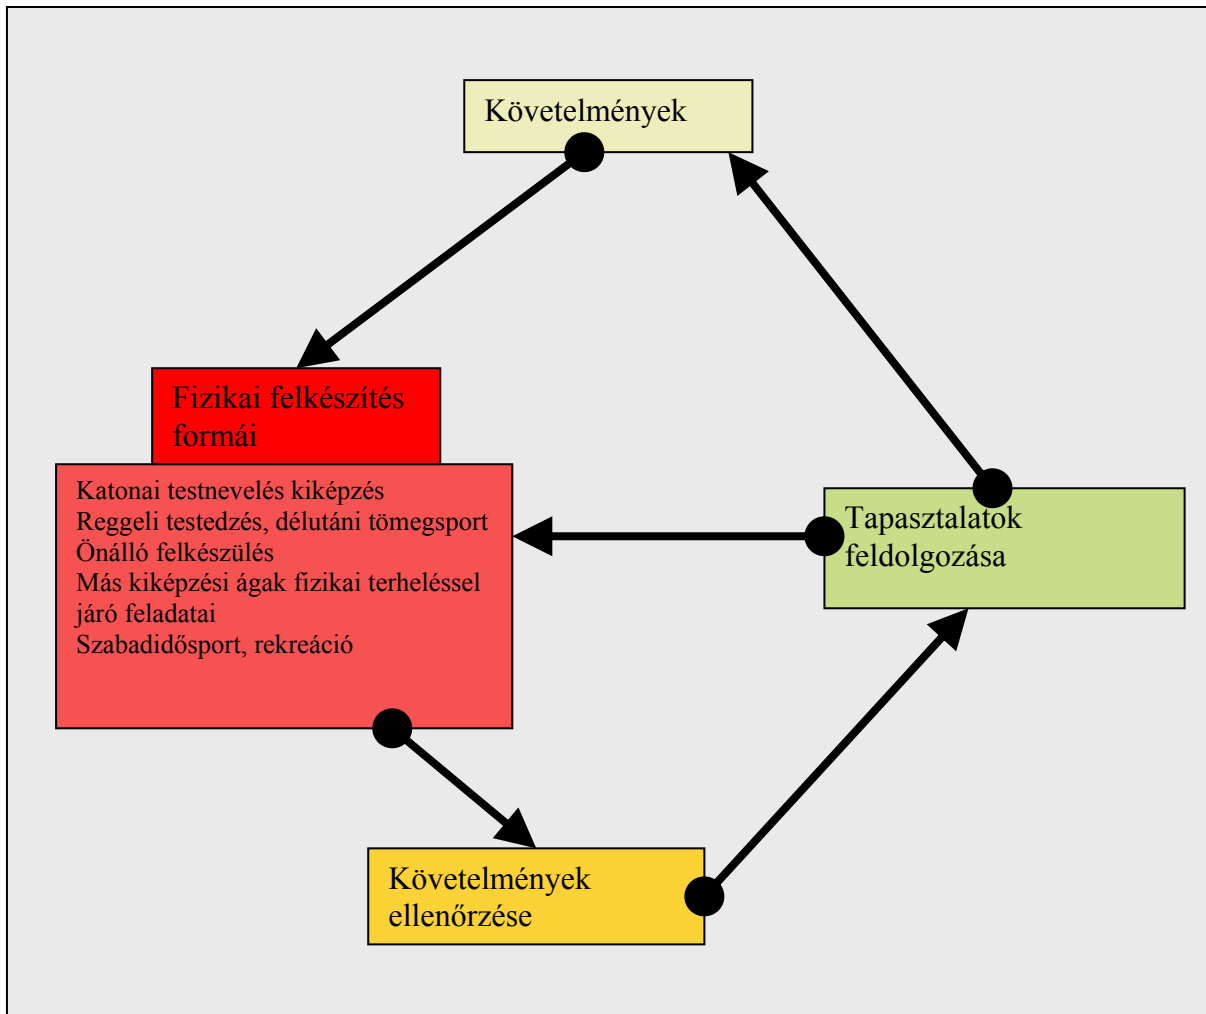 Követelmények
Fizikai felkészítés
formái
Katonai testnevelés kiképzés
Reggeli testedzés, délutáni tömegsport
Önálló felkészülés
Más kiképzési ágak fizikai terheléssel
járó feladatai
Szabadidősport, rekreáció
Tapasztalatok
feldolgozása
Követelmények
ellenőrzése